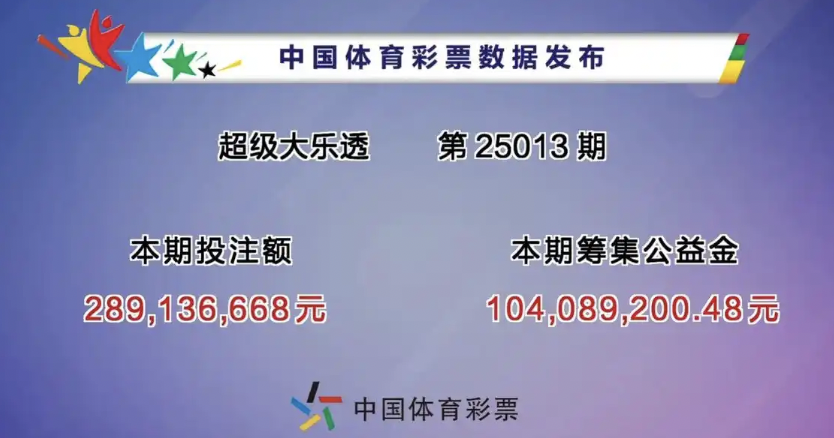 中国体育彩票数据发布
超级大乐透 第 25013 期
本期投注额 本期筹集公益金
289,136,668元 104,089,200.48元
中国体育彩票